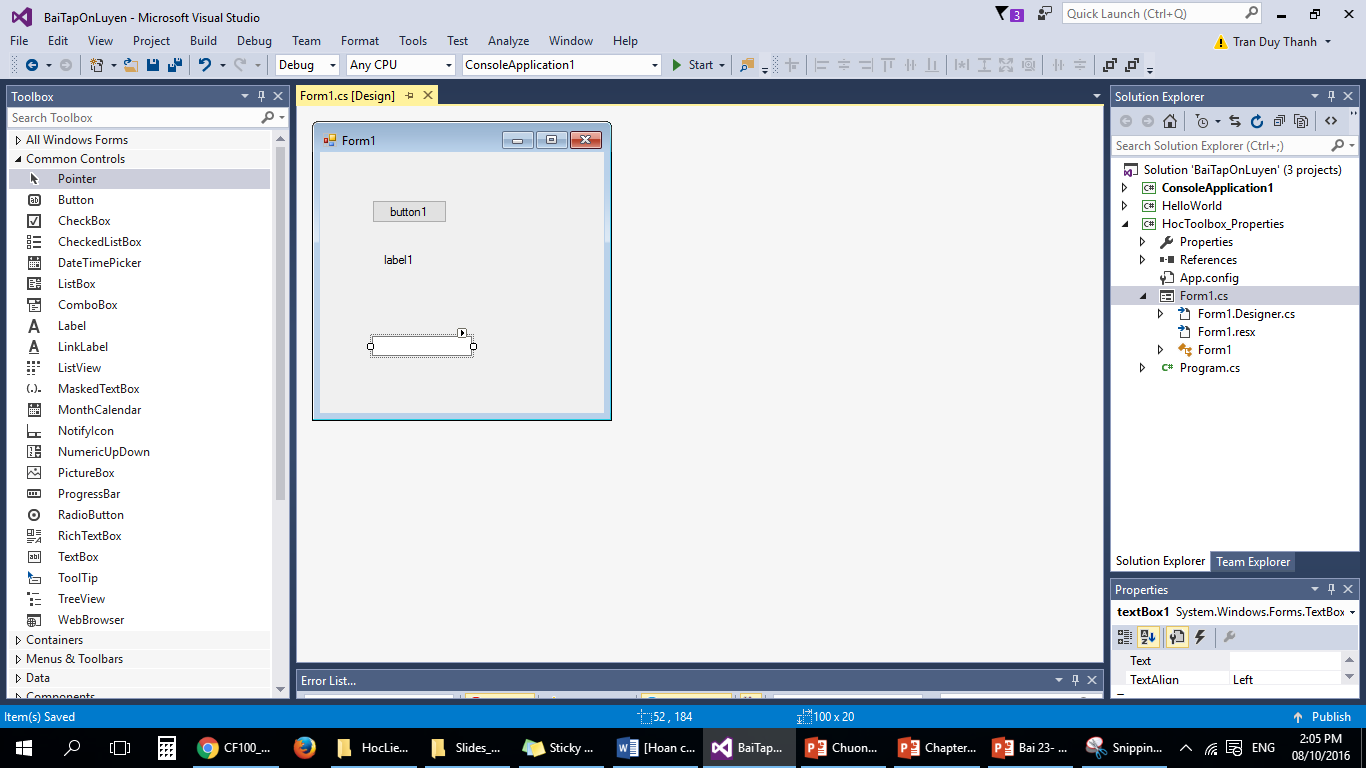 BaiTapOnLuyen - Microsoft Visual Studio
3
Quick Launch (Ctrl+Q)
File Edit View Project Build Debug Team Format Tools Test Analyze Window Help
Tran Duy Thanh
Debug Any CPU ConsoleApplication1 Start
Toolbox
Search Toolbox
All Windows Forms
Common Controls
Pointer
Button
CheckBox
CheckedListBox
DateTimePicker
ListBox
ComboBox
Label
LinkLabel
ListView
MaskedTextBox
MonthCalendar
NotifyIcon
NumericUpDown
PictureBox
ProgressBar
RadioButton
RichTextBox
TextBox
ToolTip
TreeView
WebBrowser
Containers
Menus & Toolbars
Data
Components
Form1.cs [Design]
Form1
button1
label1
Error List...
Solution Explorer
Search Solution Explorer (Ctrl+;)
Solution 'BaiTapOnLuyen' (3 projects)
ConsoleApplication1
HelloWorld
HocToolbox_Properties
Properties
References
App.config
Form1.cs
Form1.Designer.cs
Form1.resx
Form1
Program.cs
Solution Explorer Team Explorer
Properties
textBox1 System.Windows.Forms.TextBox
Text
TextAlign Left
Item(s) Saved 52 , 184 100 x 20 Publish
CF100_... HocLie... Slides_... Sticky ... [Hoan c... BaiTap... Chuon... Chapter... Bai 23- ... Snippin... ENG
2:05 PM
08/10/2016